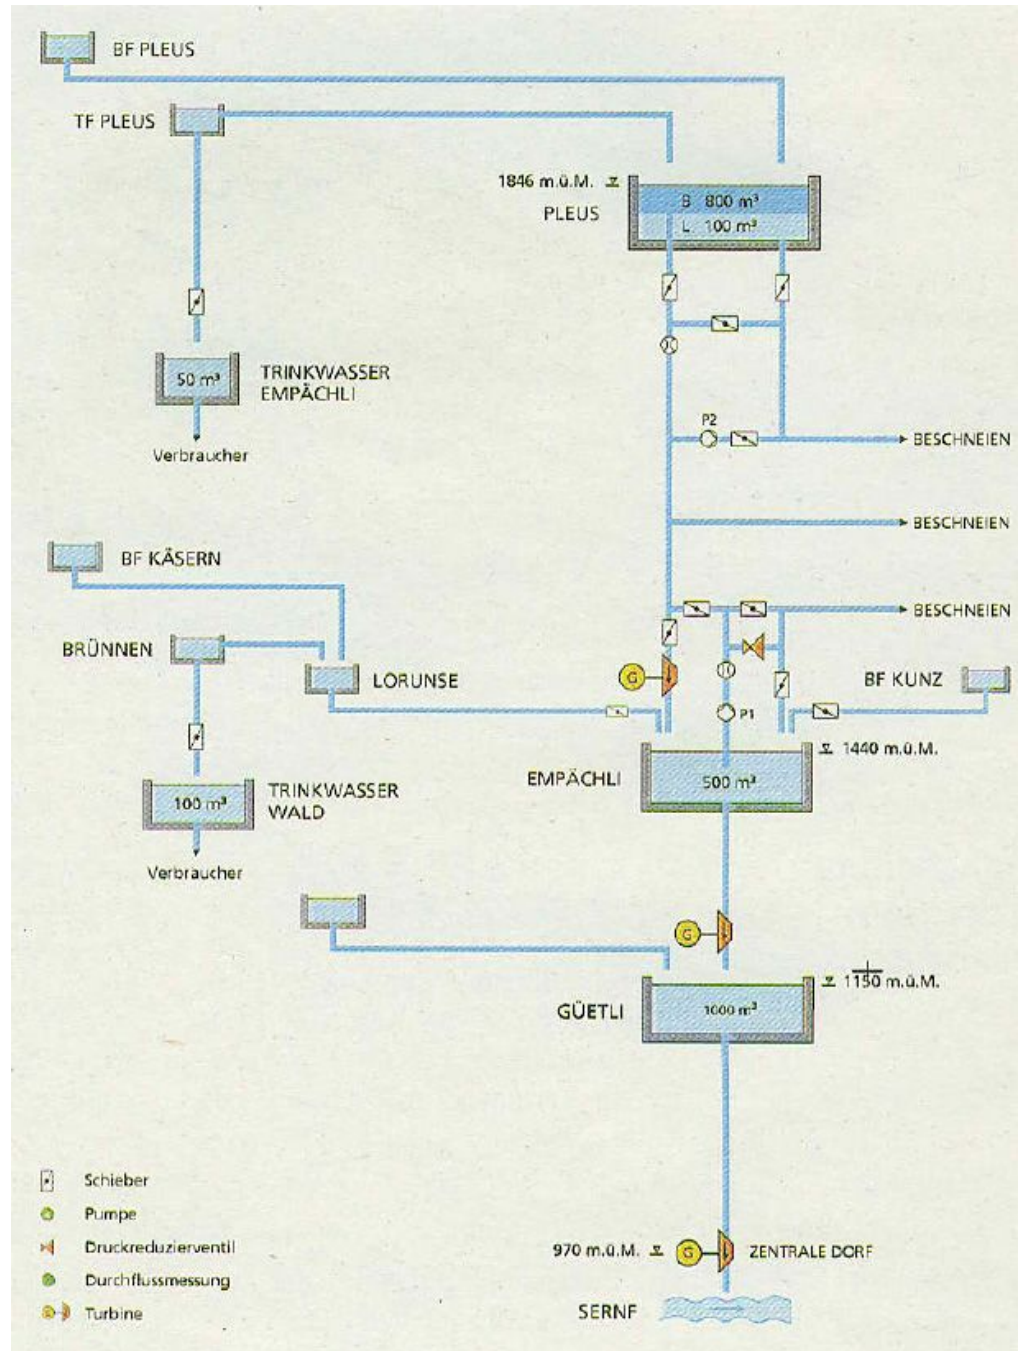 BF PLEUS
TF PLEUS
1846 m.ü.M.
PLEUS
B 800 m³
L 100 m³
50 m³
TRINKWASSER
EMPÄCHLI
Verbraucher
P2
BESCHNEIEN
BESCHNEIEN
BF KÄSERN
BRÜNNEN
LORUNSE
BESCHNEIEN
G
BF KUNZ
P1
1440 m.ü.M.
EMPÄCHLI
500 m³
100 m³
TRINKWASSER
WALD
Verbraucher
G
1150 m.ü.M.
GÜETLI
1000 m³
Schieber
Pumpe
Druckreduzierventil
Durchflussmessung
G Turbine
970 m.ü.M.
G
ZENTRALE DORF
SERNF